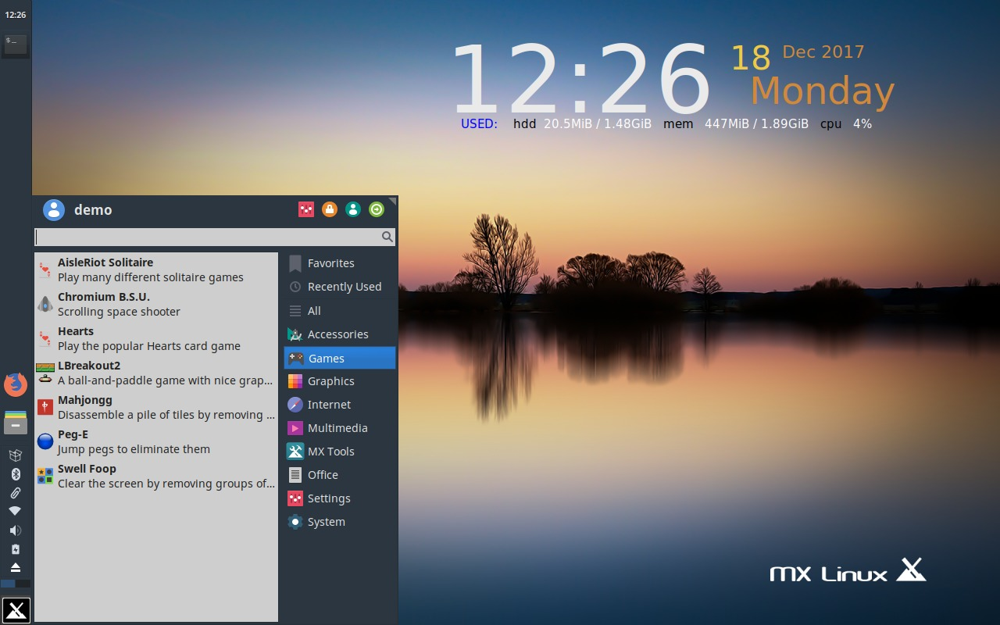 12:26
$_
12:26
18 Dec 2017
Monday
USED: hdd 20.5MiB / 1.48GiB mem 447MiB / 1.89GiB cpu 4%
demo
AisleRiot Solitaire
Play many different solitaire games
Chromium B.S.U.
Scrolling space shooter
Hearts
Play the popular Hearts card game
LBreakout2
A ball-and-paddle game with nice grap...
Mahjongg
Disassemble a pile of tiles by removing ...
Peg-E
Jump pegs to eliminate them
Swell Foop
Clear the screen by removing groups of...
Favorites
Recently Used
All
Accessories
Games
Graphics
Internet
Multimedia
MX Tools
Office
Settings
System
mx Linux